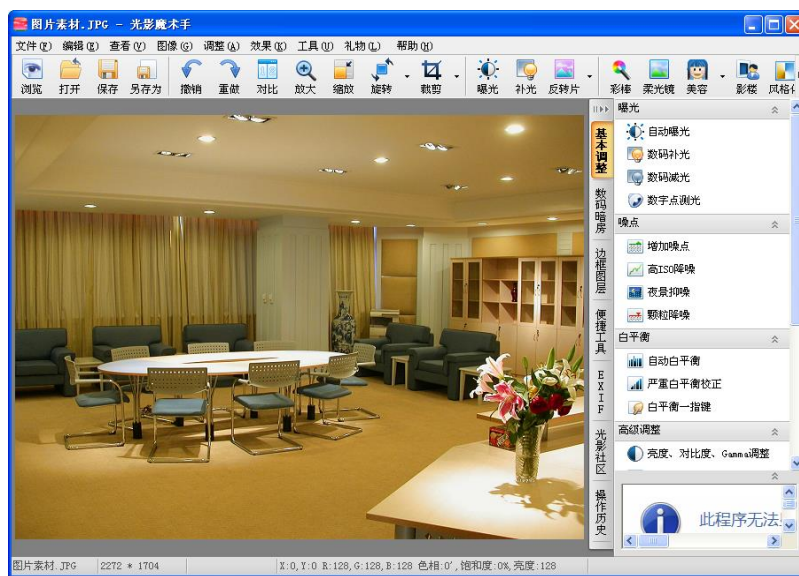 图片素材.JPG - 光影魔术手
文件(F) 编辑(E) 查看(V) 图像(G) 调整(A) 效果(K) 工具(U) 礼物(L) 帮助(H)
浏览 打开 保存 另存为 撤销 重做 对比 放大 缩放 旋转 裁剪 曝光 补光 反转片 彩棒 柔光镜 美容 影楼 风格
基本调整
数码暗房
边框图层
便捷工具
EXIF
光影社区
操作历史
曝光
自动曝光
数码补光
数码减光
数字点测光
噪点
增加噪点
高ISO降噪
夜景抑噪
颗粒降噪
白平衡
自动白平衡
严重白平衡校正
白平衡一指键
高级调整
亮度、对比度、Gamma调整
此程序无法
图片素材.JPG 2272 * 1704 X:0,Y:0 R:128,G:128,B:128 色相:0',饱和度:0%,亮度:128